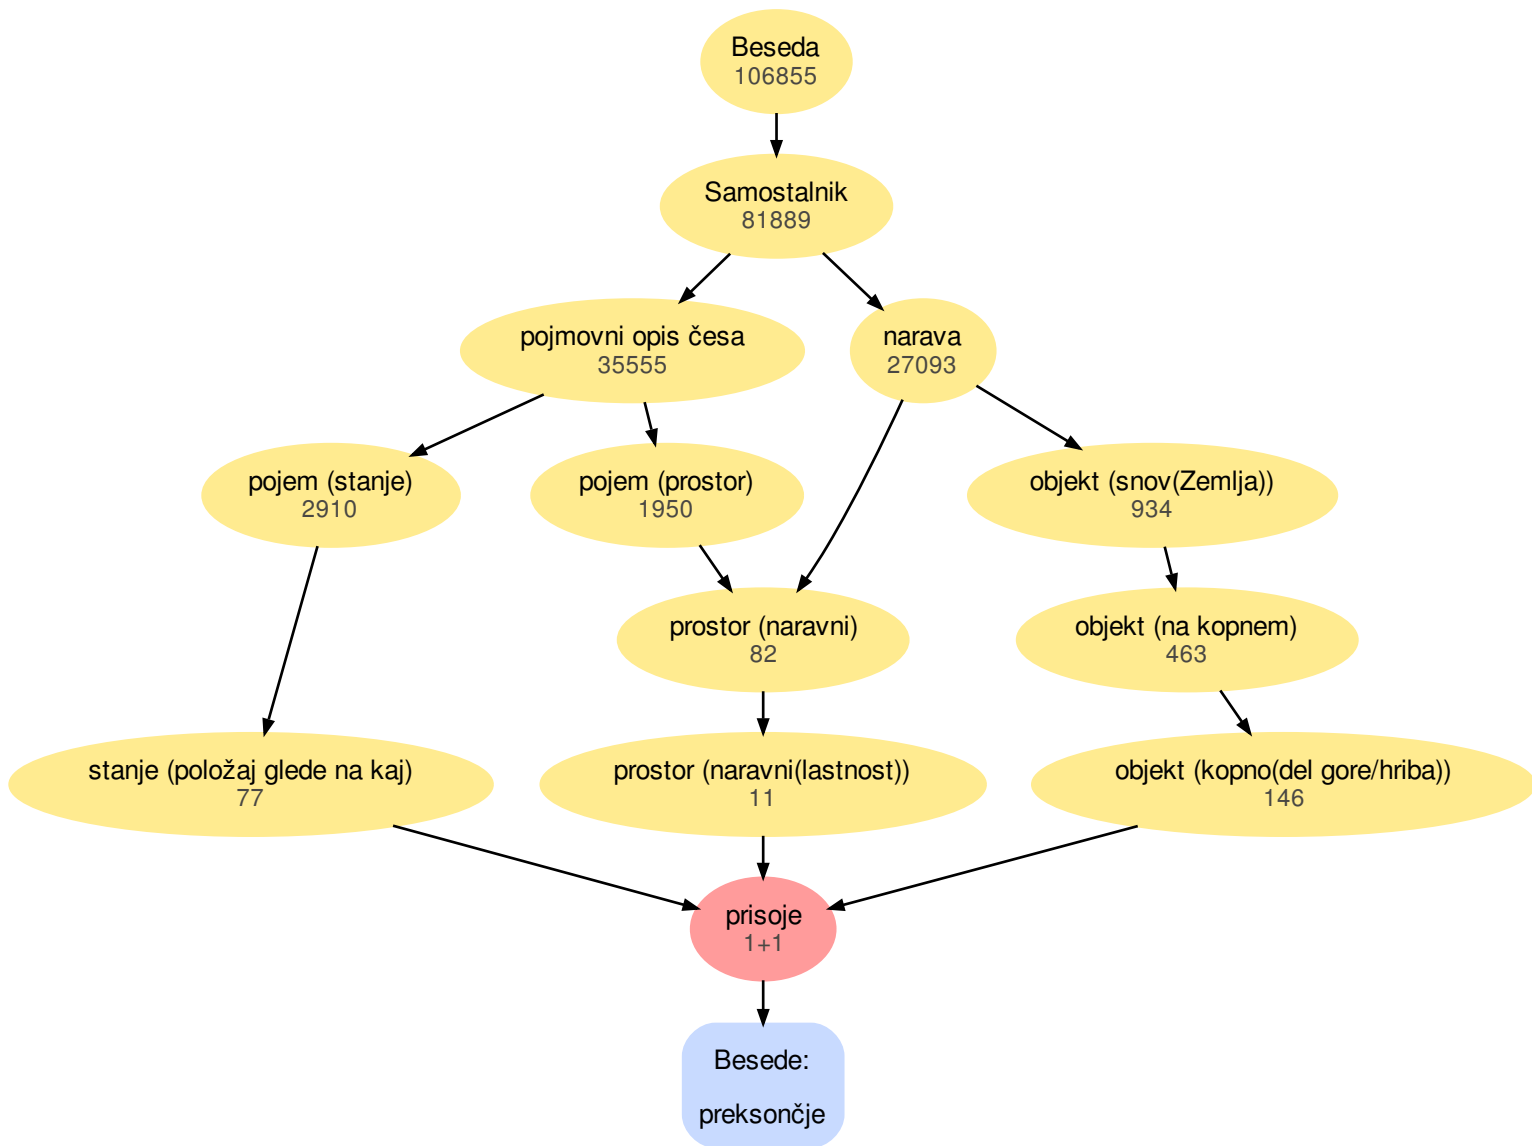 Beseda
106855
Samostalnik
81889
pojmovni opis česa
35555
narava
27093
pojem (stanje)
2910
pojem (prostor)
1950
objekt (snov(Zemlja))
934
prostor (naravni)
82
objekt (na kopnem)
463
stanje (položaj glede na kaj)
77
prostor (naravni(lastnost))
11
objekt (kopno(del gore/hriba))
146
prisoje
1+1
Besede:
preksončje